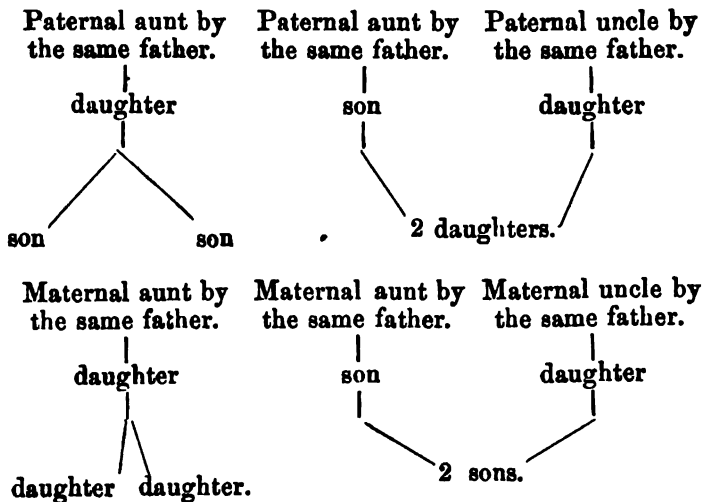 Paternal aunt by Paternal aunt by Paternal uncle by
the same father. the same father. the same father.
daughter son daughter
son son 2 daughters.
Maternal aunt by Maternal aunt by Maternal uncle by
the same father. the same father. the same father.
daughter son daughter
daughter daughter. 2 sons.